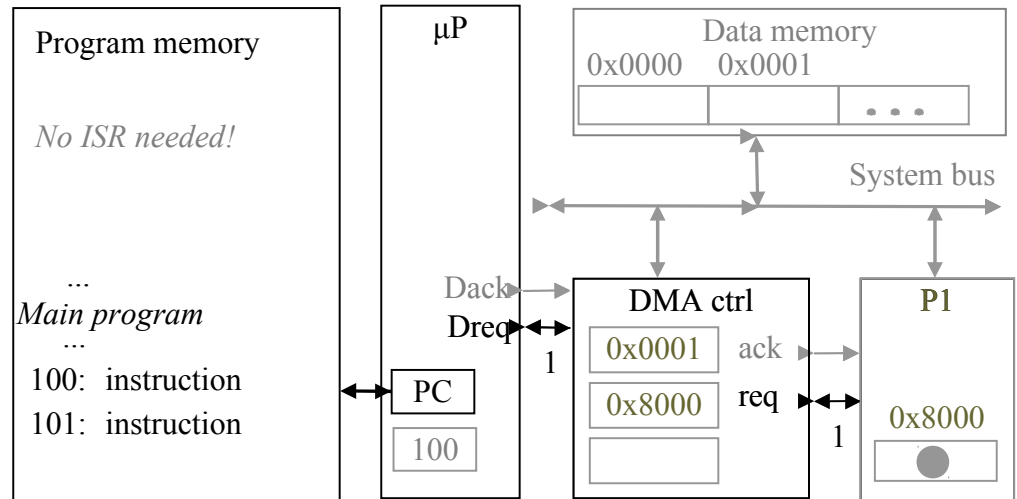 Program memory
No ISR needed!
...
Main program
...
100: instruction
101: instruction
μP
Dack
Dreq
PC
100
1
Data memory
0x0000 0x0001
...
System bus
DMA ctrl
0x0001
0x8000
ack
req
1
P1
0x8000